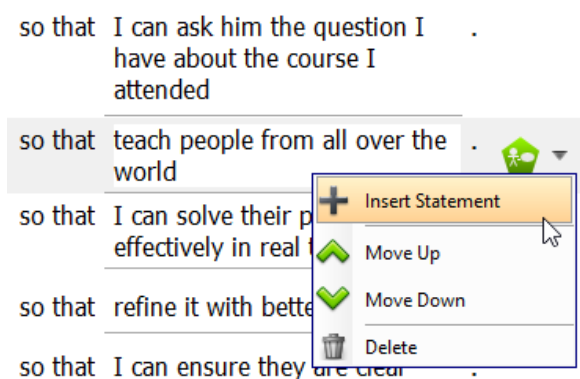 so that I can ask him the question I .
have about the course I
attended
so that teach people from all over the .
world
Insert Statement
so that I can solve their p
effectively in real t
Move Up
so that refine it with bette
Move Down
Delete
so that I can ensure they are clear .